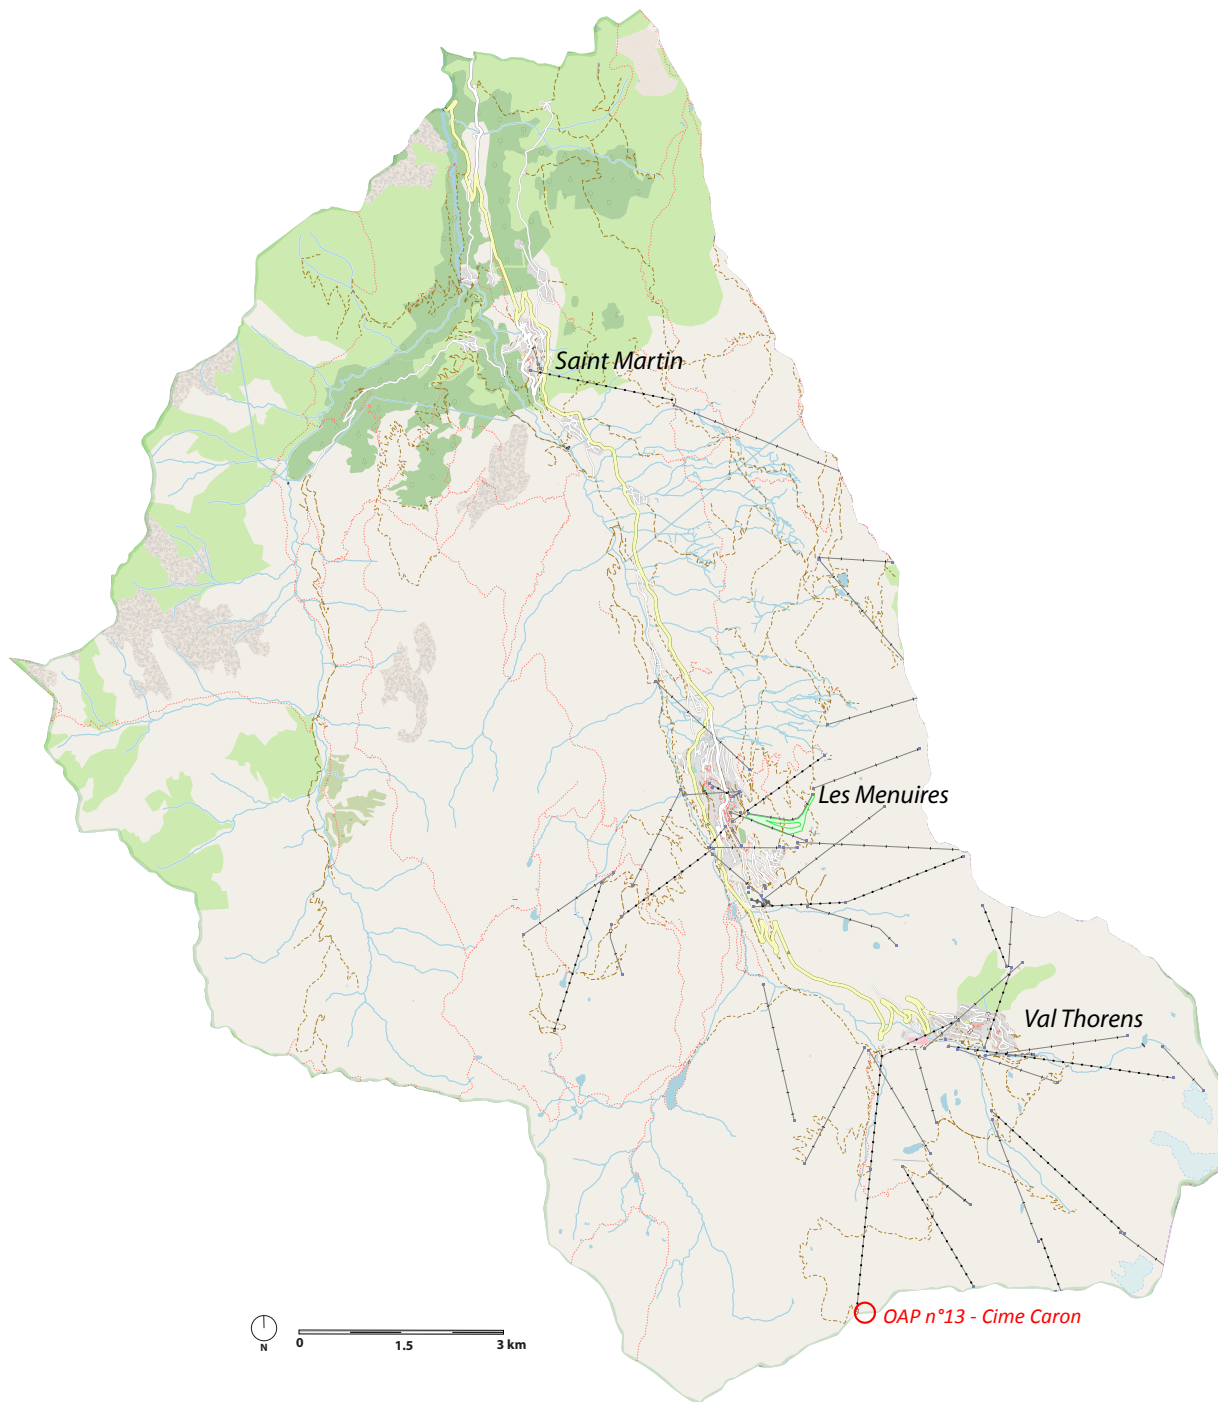 Saint Martin
Les Menuires
Val Thorens
OAP n°13 - Cime Caron
N
0 1.5 3 km